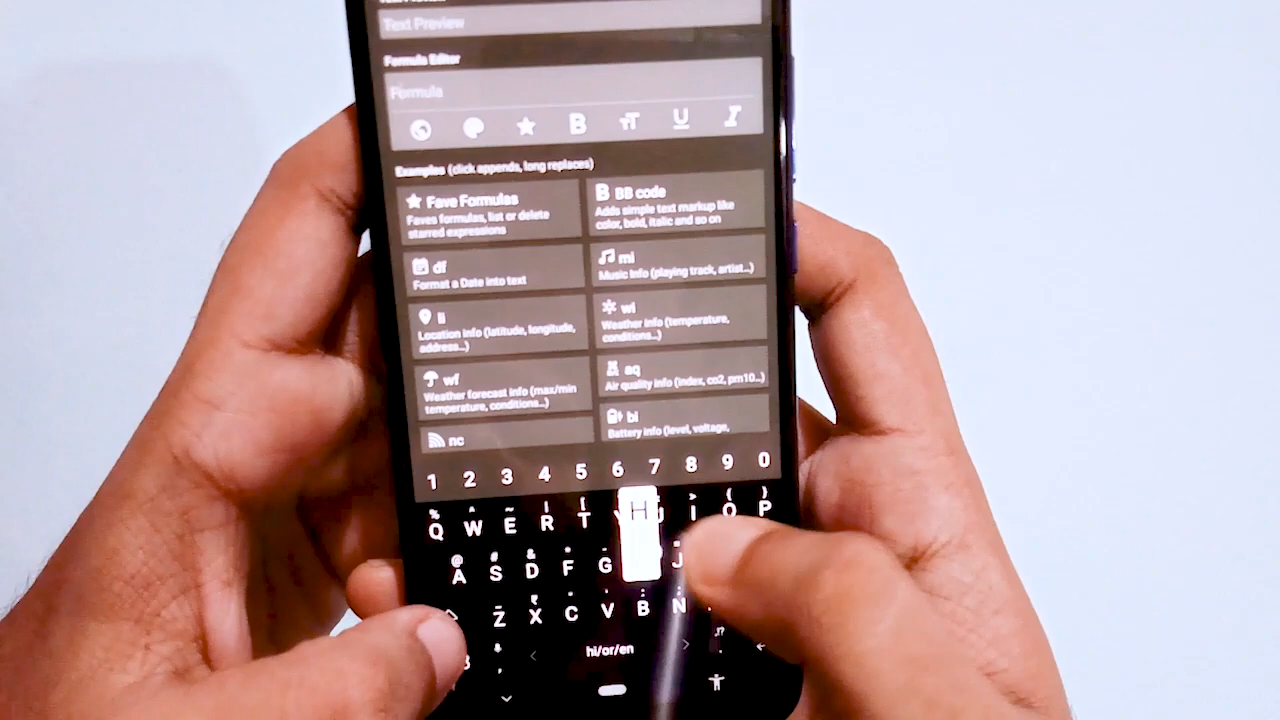 Text Preview
Text Preview
Formula Editor
Formula
B TT U I
Examples (click appends, long replaces)
Fave Formulas
Faves formulas, list or delete
starred expressions
B BB code
Adds simple text markup like
color, bold, italic and so on
df
Format a Date into text
mi
Music Info (playing track, artist...)
li
Location info (latitude, longitude,
address...)
wi
Weather info (temperature,
conditions...)
wf
Weather forecast info (max/min
temperature, conditions...)
aq
Air quality info (index, co2, pm10...)
nc
bi
Battery info (level, voltage,
1 2 3 4 5 6 7 8 9 0
Q W E R T H I O P
A S D F G J
Z X C V B N
hi/or/en